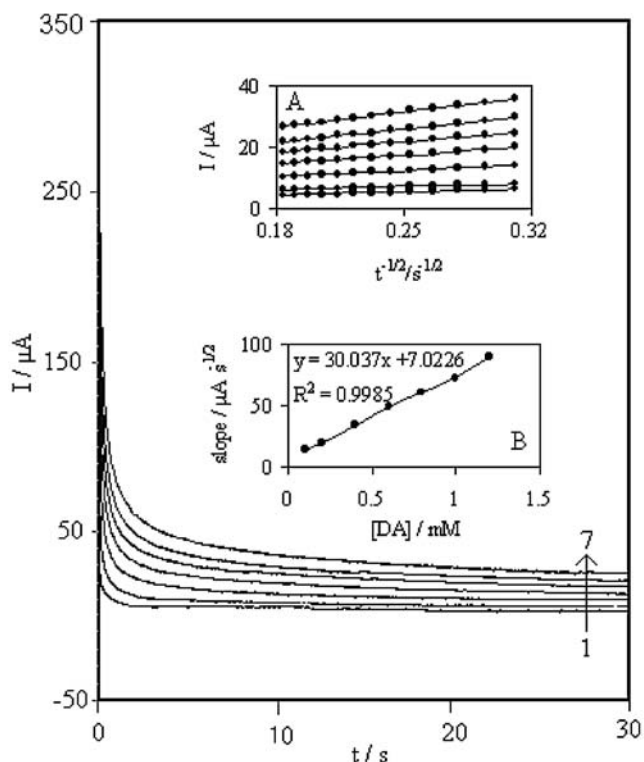 350
250
150
50
-50
I / µA
0
10
20
30
t / s
A
40
20
0
I / µA
0.18
0.25
0.32
t-1/2/s-1/2
100
50
0
slope / µA s-1/2
y = 30.037x +7.0226
R2 = 0.9985
B
0
0.5
1
1.5
[DA] / mM
7
1